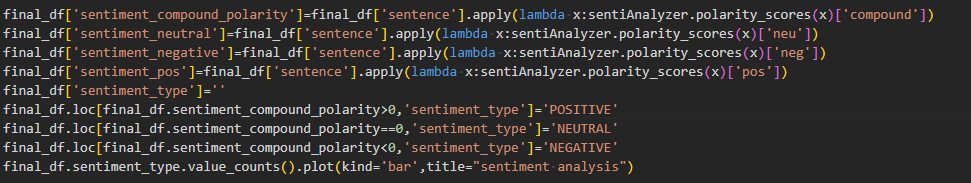 final_df['sentiment_compound_polarity']=final_df['sentence'].apply(lambda x:sentiAnalyzer.polarity_scores(x)['compound'])
final_df['sentiment_neutral']=final_df['sentence'].apply(lambda x:sentiAnalyzer.polarity_scores(x)['neu'])
final_df['sentiment_negative']=final_df['sentence'].apply(lambda x:sentiAnalyzer.polarity_scores(x)['neg'])
final_df['sentiment_pos']=final_df['sentence'].apply(lambda x:sentiAnalyzer.polarity_scores(x)['pos'])
final_df['sentiment_type']=''
final_df.loc[final_df.sentiment_compound_polarity>0,'sentiment_type']='POSITIVE'
final_df.loc[final_df.sentiment_compound_polarity==0,'sentiment_type']='NEUTRAL'
final_df.loc[final_df.sentiment_compound_polarity<0,'sentiment_type']='NEGATIVE'
final_df.sentiment_type.value_counts().plot(kind='bar',title="sentiment analysis")